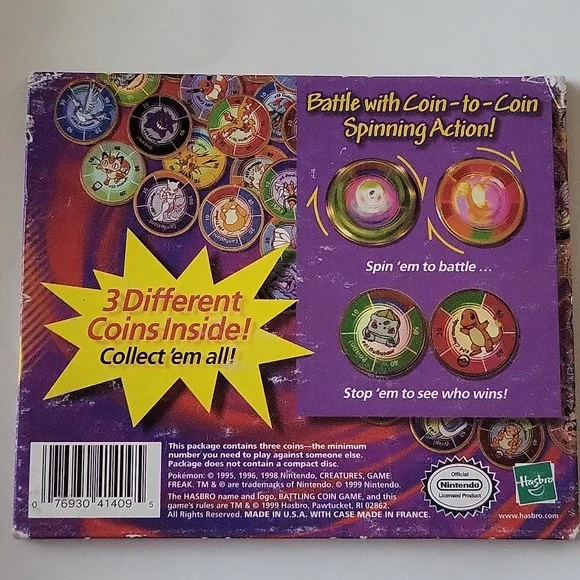 Battle with Coin-to-Coin
Spinning Action!
Spin 'em to battle ...
Stop 'em to see who wins!
3 Different
Coins Inside!
Collect 'em all!
This package contains three coins—the minimum
number you need to play against someone else.
Package does not contain a compact disc.
Pokémon: © 1995, 1996, 1998 Nintendo, CREATURES, GAME
FREAK. TM & ® are trademarks of Nintendo. © 1999 Nintendo.
The HASBRO name and logo, BATTLING COIN GAME, and this
game's rules are TM & © 1999 Hasbro, Pawtucket, RI 02862.
All Rights Reserved. MADE IN U.S.A. WITH CASE MADE IN FRANCE.
0 76930 41409 5
Official
Nintendo
Licensed Product
Hasbro
www.hasbro.com